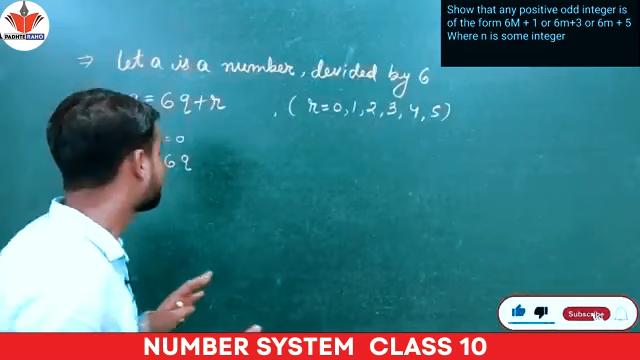 Show that any positive odd integer is
of the form 6M + 1 or 6m+3 or 6m + 5
Where n is some integer
PADHTE RAHO
⇒ Let a is a number, devided by 6
= 6q+r , ( r=0,1,2,3,4,5)
= 0
6q
Subscribe
NUMBER SYSTEM CLASS 10